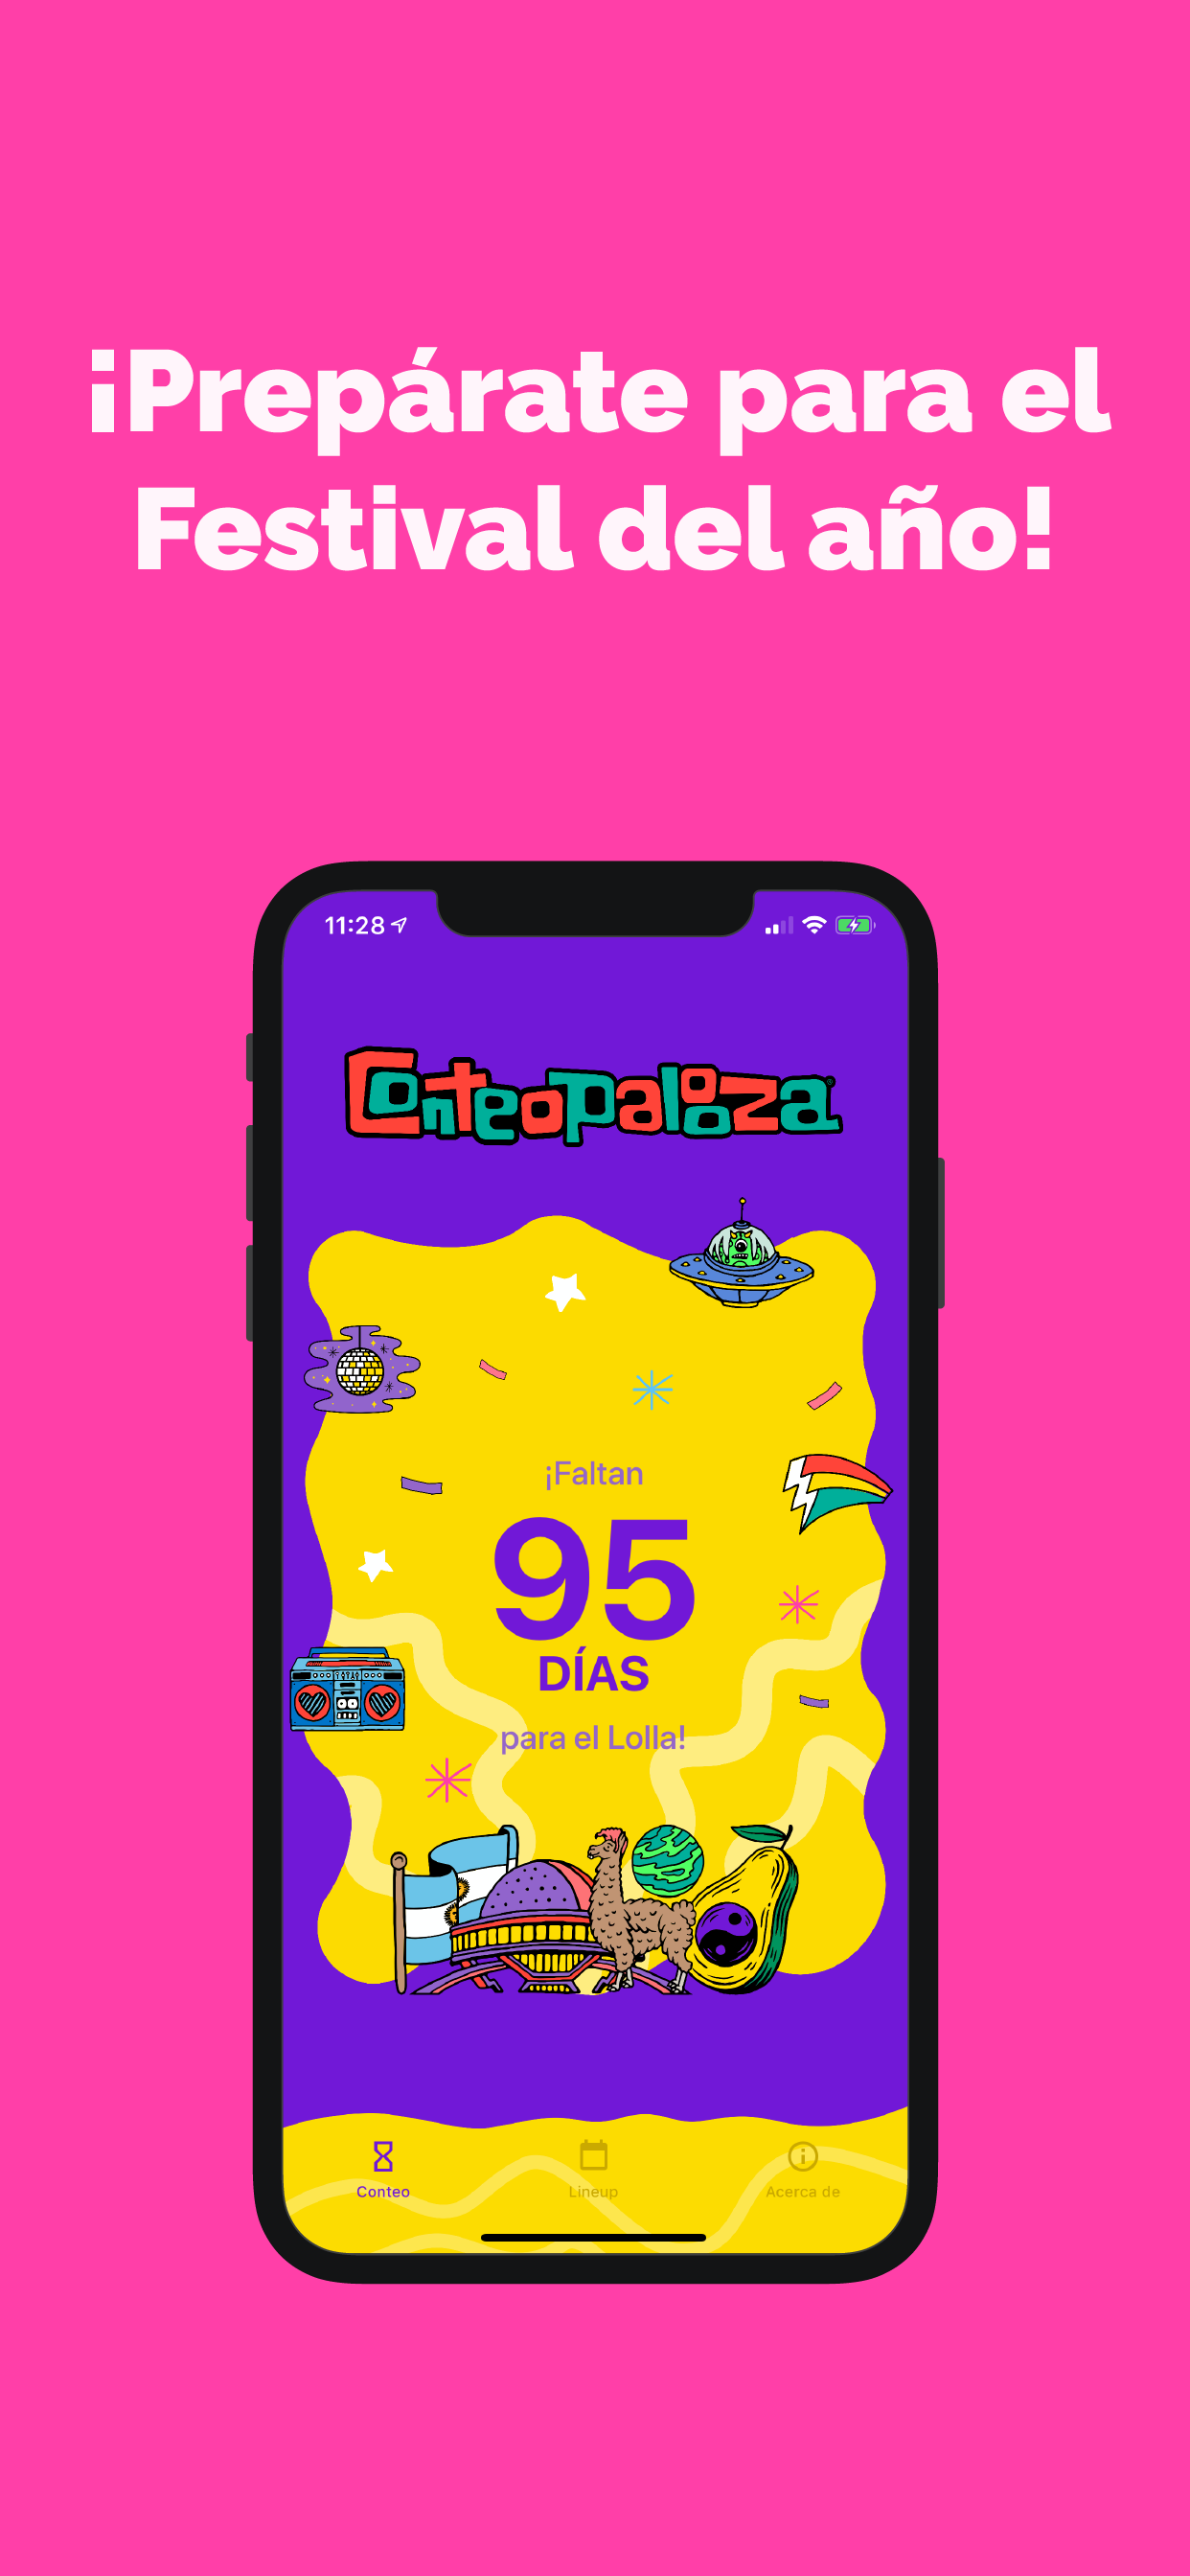 ¡Prepárate para el
Festival del año!
11:28
Conteopalooza
¡Faltan
95
DÍAS
para el Lolla!
Conteo
Lineup
Acerca de